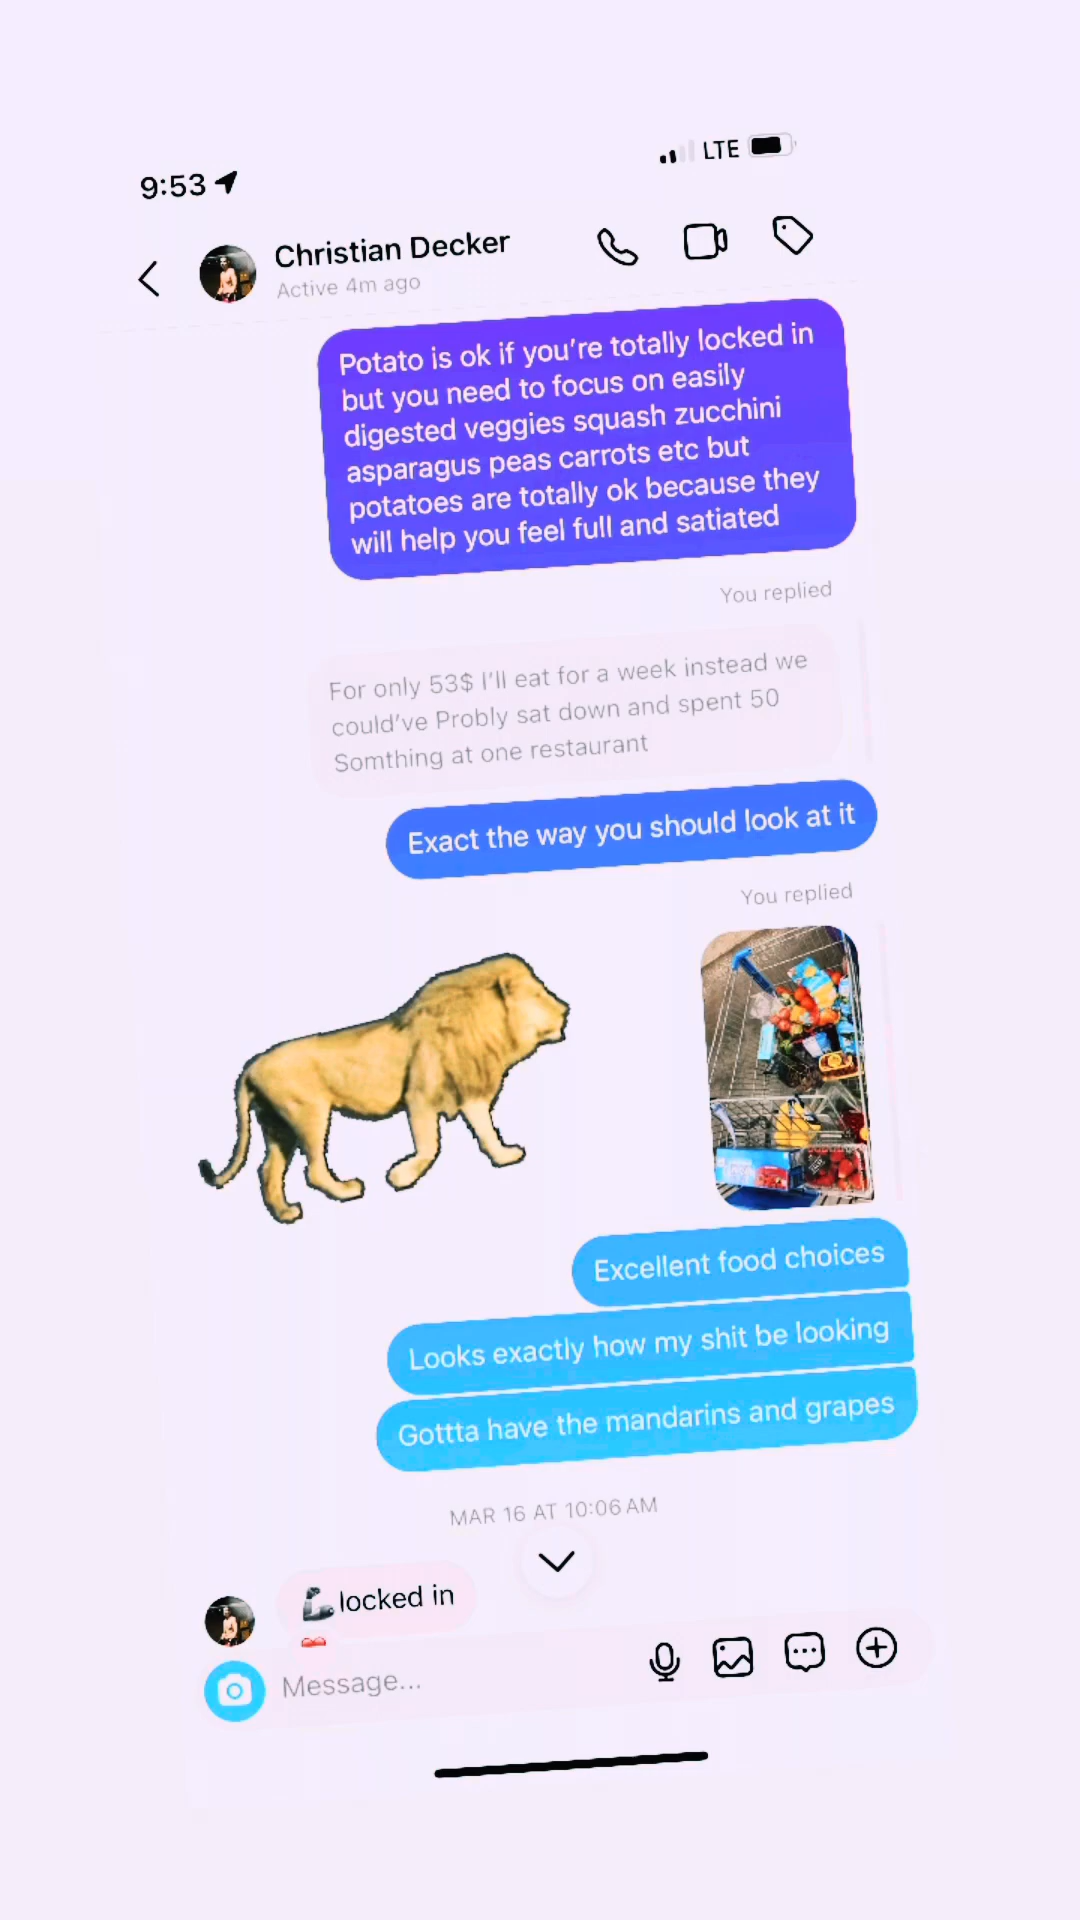 9:53
LTE
Christian Decker
Active 4m ago
Potato is ok if you’re totally locked in
but you need to focus on easily
digested veggies squash zucchini
asparagus peas carrots etc but
potatoes are totally ok because they
will help you feel full and satiated
You replied
For only 53$ I’ll eat for a week instead we
could’ve Probly sat down and spent 50
Somthing at one restaurant
Exact the way you should look at it
You replied
Excellent food choices
Looks exactly how my shit be looking
Gottta have the mandarins and grapes
MAR 16 AT 10:06 AM
🦾locked in
Message...